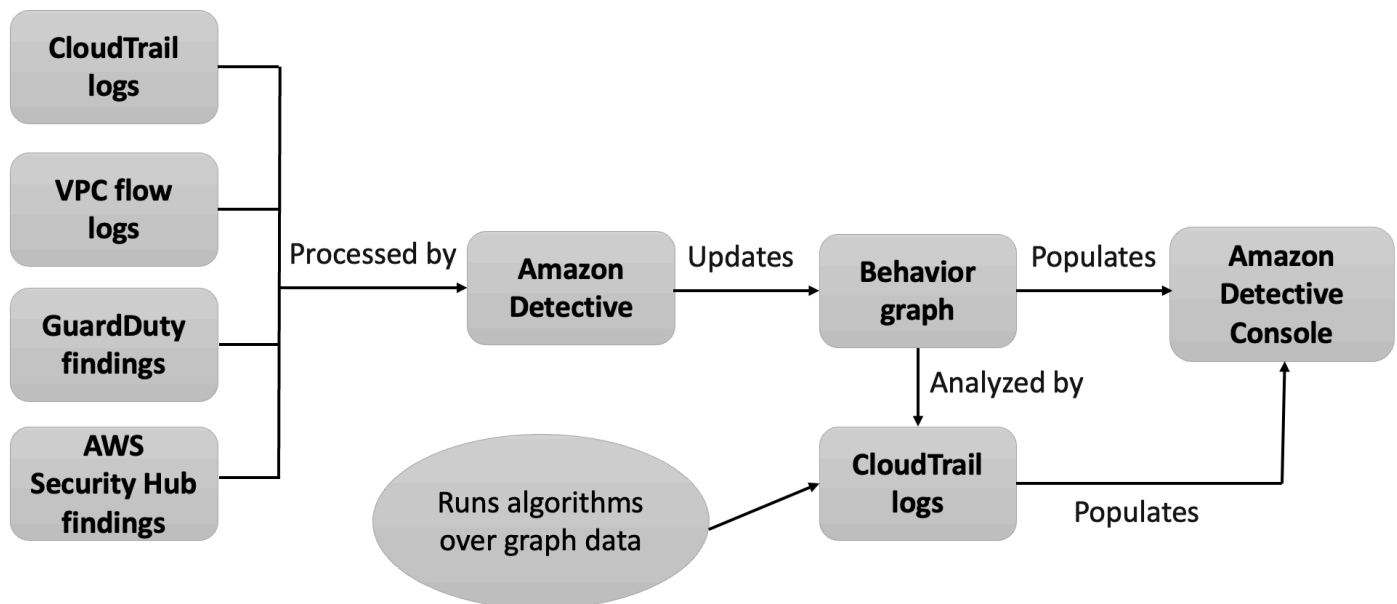 CloudTrail
logs
VPC flow
logs
GuardDuty
findings
AWS
Security Hub
findings
Processed by
Amazon
Detective
Updates
Behavior
graph
Populates
Amazon
Detective
Console
Analyzed by
CloudTrail
logs
Populates
Runs algorithms
over graph data